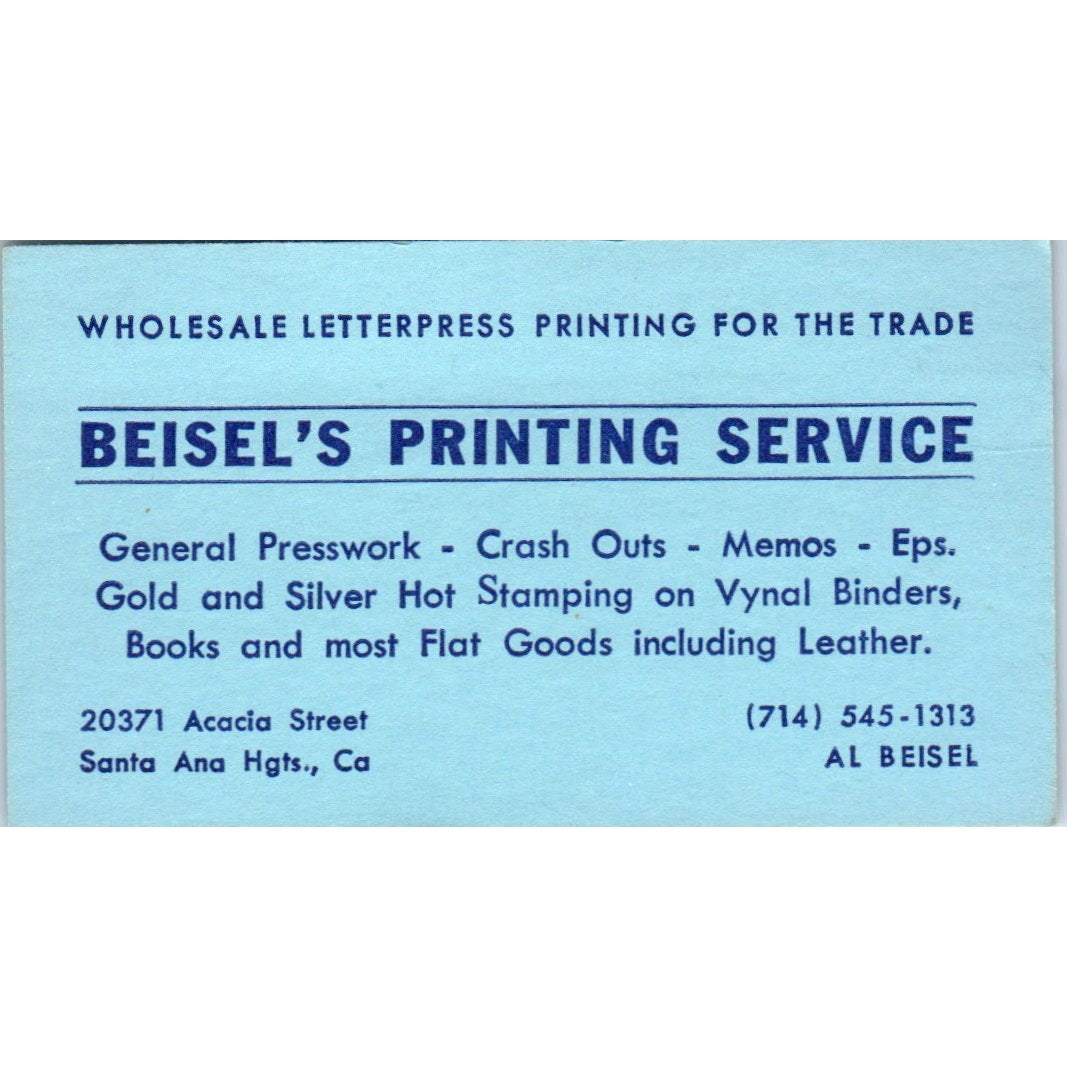 WHOLESALE LETTERPRESS PRINTING FOR THE TRADE
BEISEL'S PRINTING SERVICE
General Presswork - Crash Outs - Memos - Eps.
Gold and Silver Hot Stamping on Vynal Binders,
Books and most Flat Goods including Leather.
20371 Acacia Street
Santa Ana Hgts., Ca
(714) 545-1313
AL BEISEL